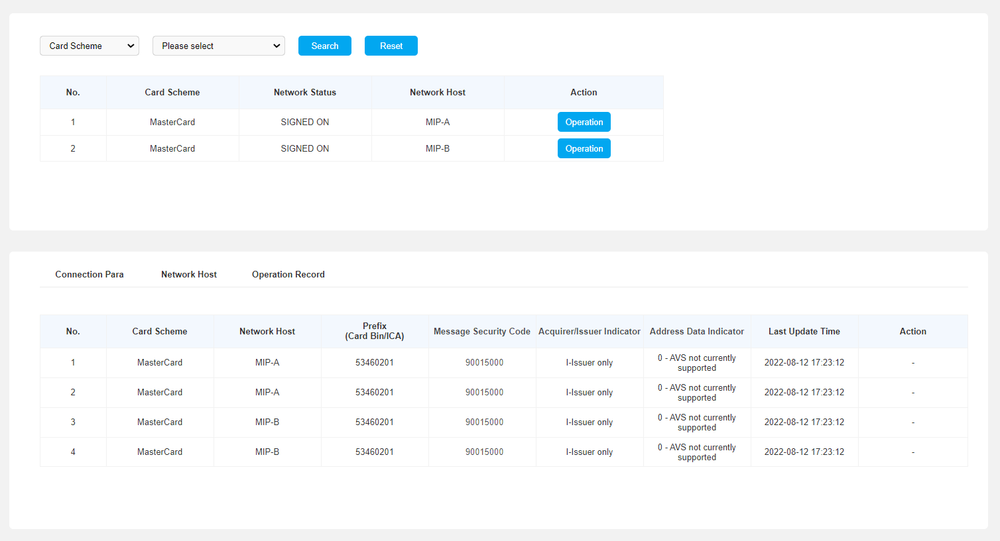 Card Scheme Please select Search Reset
No. Card Scheme Network Status Network Host Action
1 MasterCard SIGNED ON MIP-A Operation
2 MasterCard SIGNED ON MIP-B Operation
Connection Para Network Host Operation Record
No. Card Scheme Network Host Prefix (Card Bin/ICA) Message Security Code Acquirer/Issuer Indicator Address Data Indicator Last Update Time Action
1 MasterCard MIP-A 53460201 90015000 I-Issuer only 0 - AVS not currently supported 2022-08-12 17:23:12 -
2 MasterCard MIP-A 53460201 90015000 I-Issuer only 0 - AVS not currently supported 2022-08-12 17:23:12 -
3 MasterCard MIP-B 53460201 90015000 I-Issuer only 0 - AVS not currently supported 2022-08-12 17:23:12 -
4 MasterCard MIP-B 53460201 90015000 I-Issuer only 0 - AVS not currently supported 2022-08-12 17:23:12 -